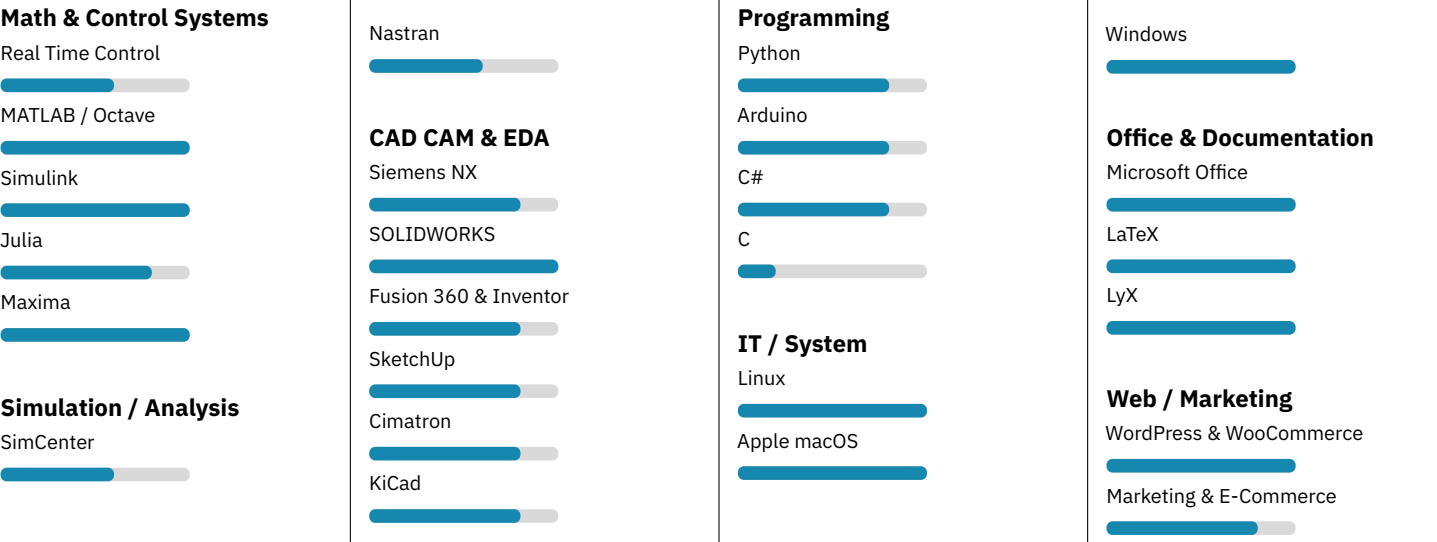 Math & Control Systems
Real Time Control
MATLAB / Octave
Simulink
Julia
Maxima
Simulation / Analysis
SimCenter
Nastran
CAD CAM & EDA
Siemens NX
SOLIDWORKS
Fusion 360 & Inventor
SketchUp
Cimatron
KiCad
Programming
Python
Arduino
C#
C
IT / System
Linux
Apple macOS
Windows
Office & Documentation
Microsoft Office
LaTeX
LyX
Web / Marketing
WordPress & WooCommerce
Marketing & E-Commerce